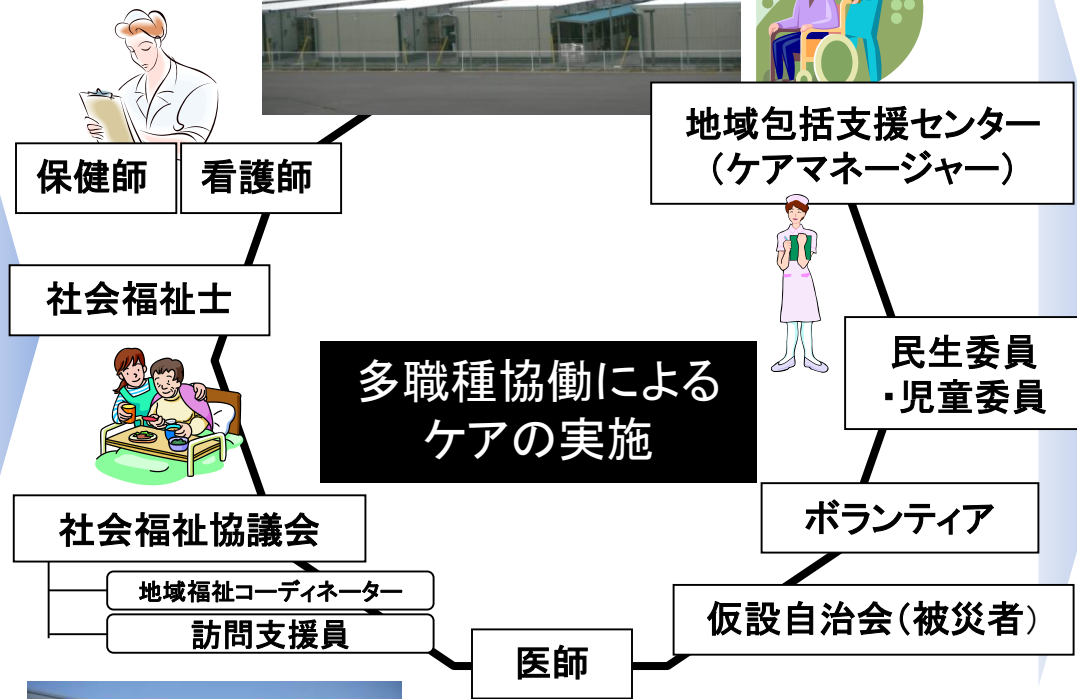 保健師
看護師
地域包括支援センター
（ケアマネージャー）
社会福祉士
民生委員
・児童委員
多職種協働による
ケアの実施
社会福祉協議会
地域福祉コーディネーター
訪問支援員
ボランティア
仮設自治会（被災者）
医師